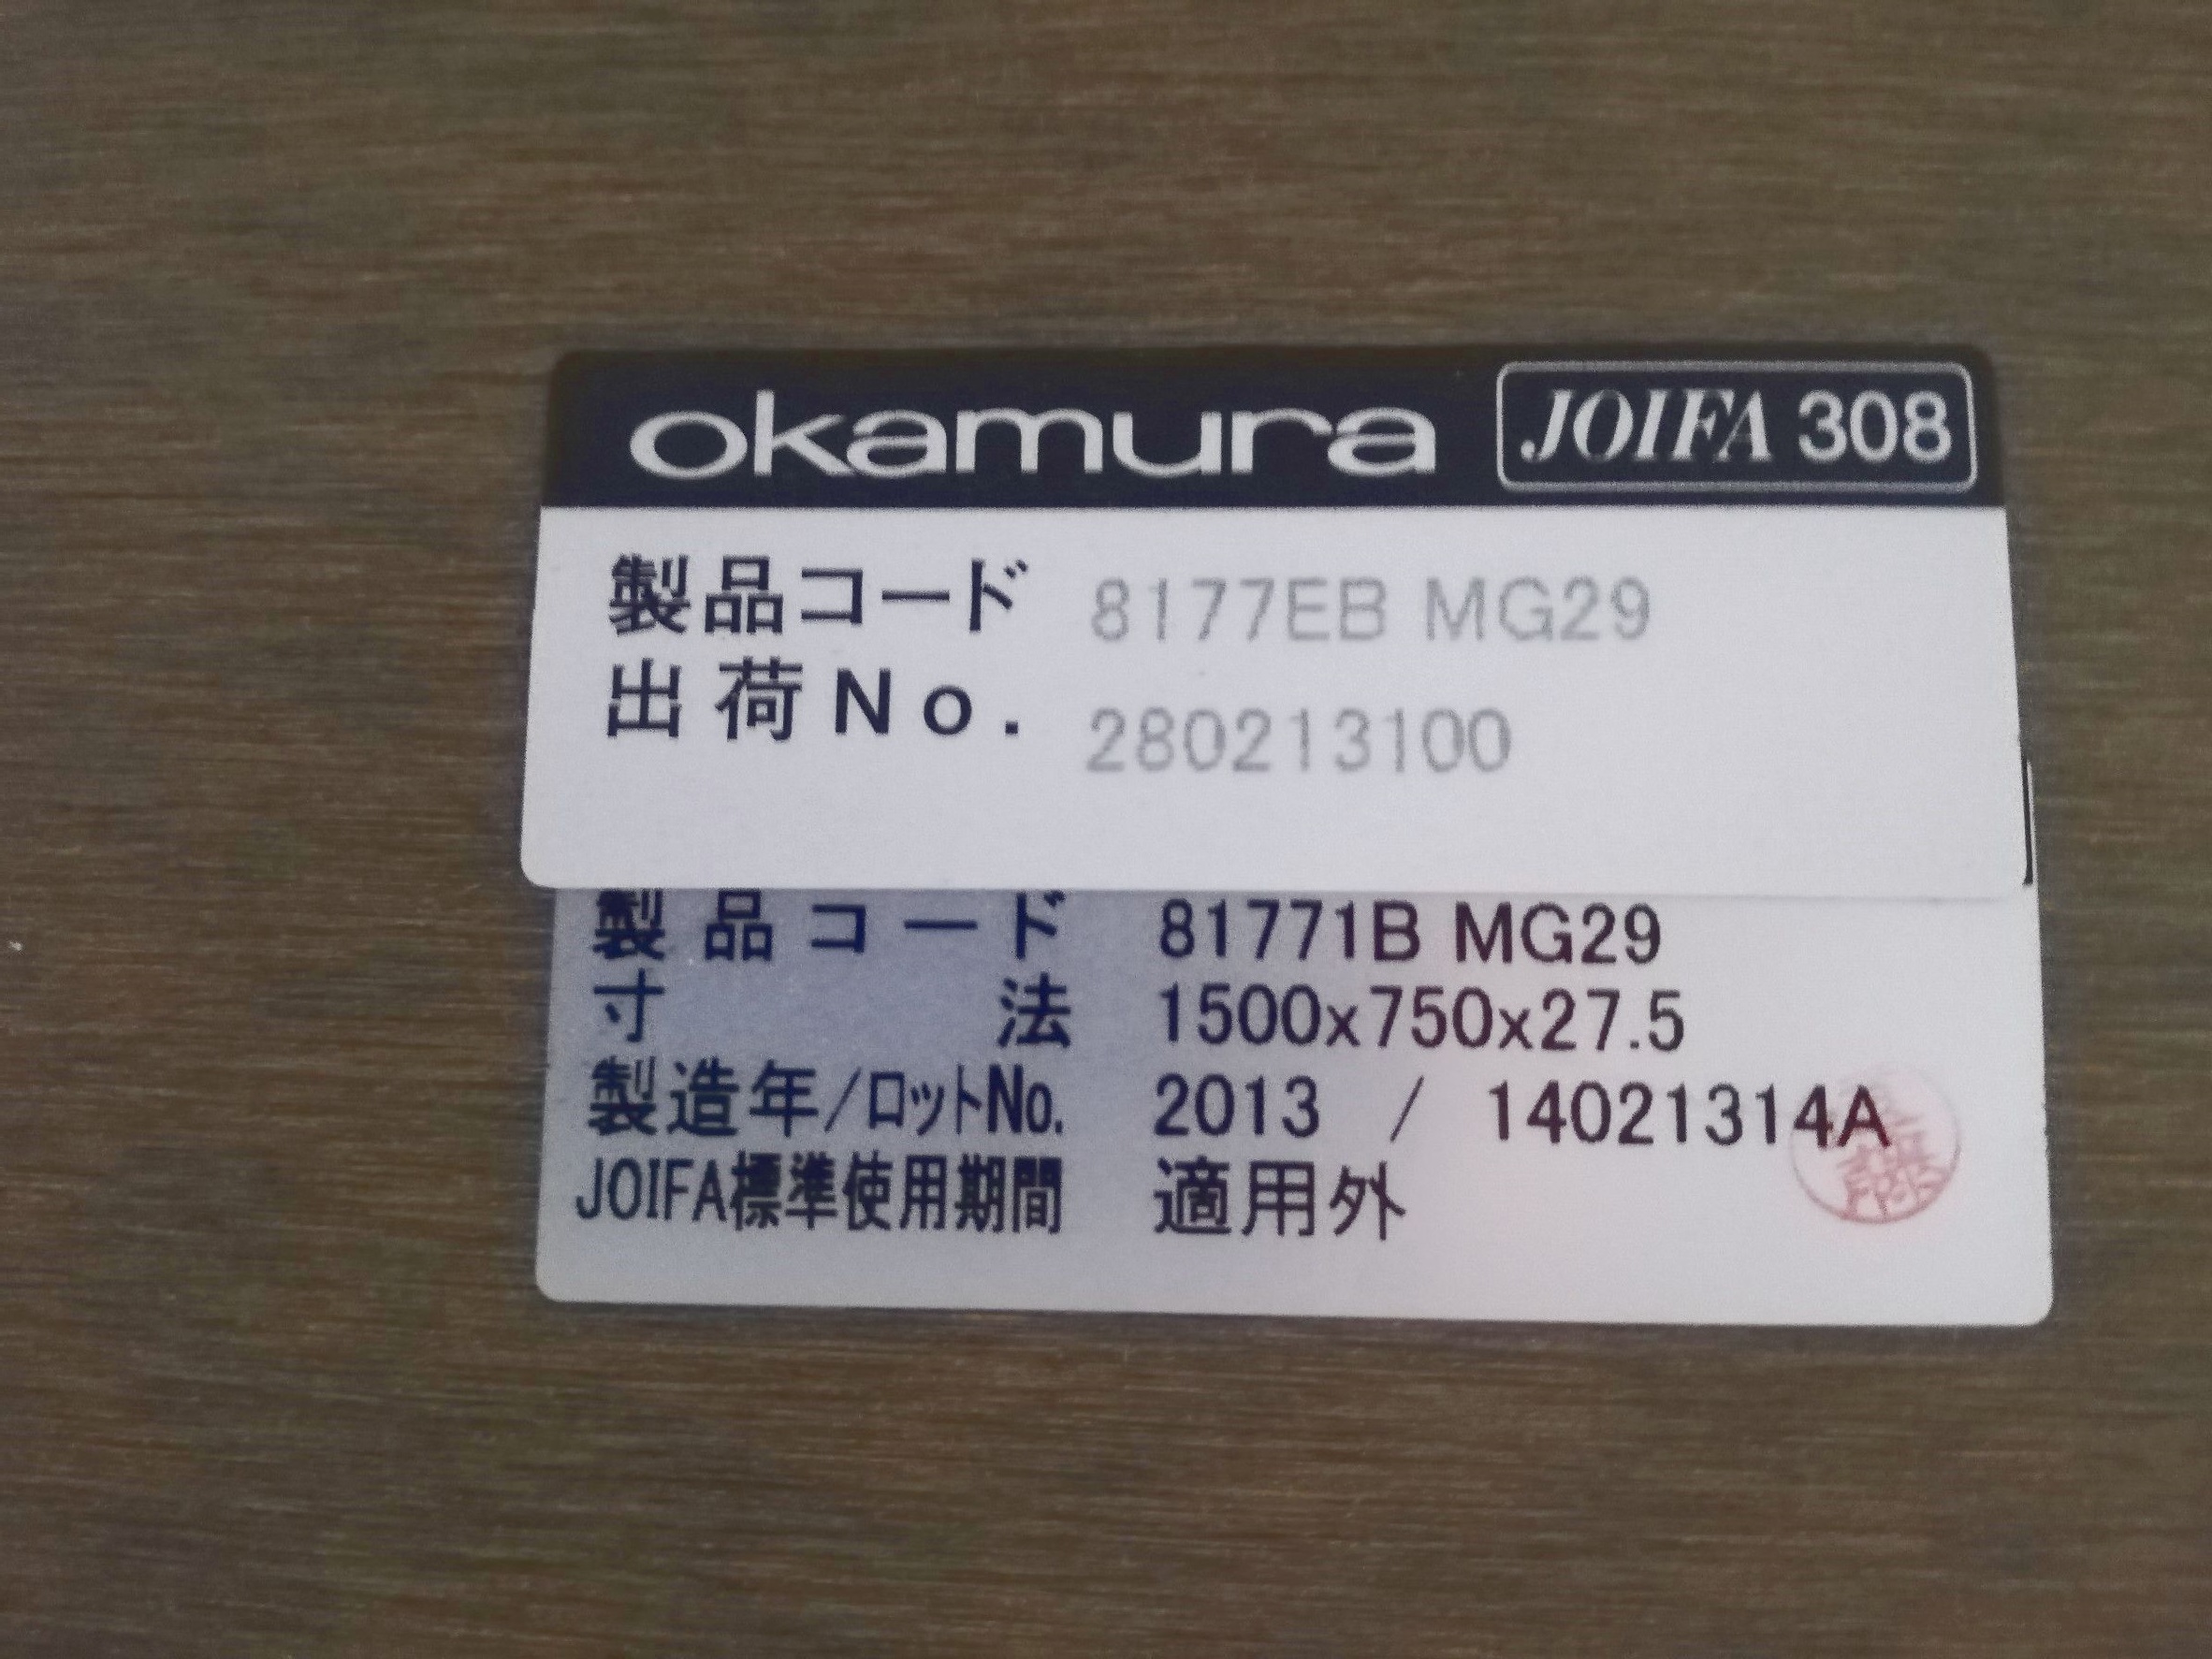 okamura JOIFA 308
製品コード 8177EB MG29
出荷No. 280213100
製品コード 81771B MG29
寸法 1500x750x27.5
製造年/ロットNo. 2013 / 14021314A
JOIFA標準使用期間 適用外